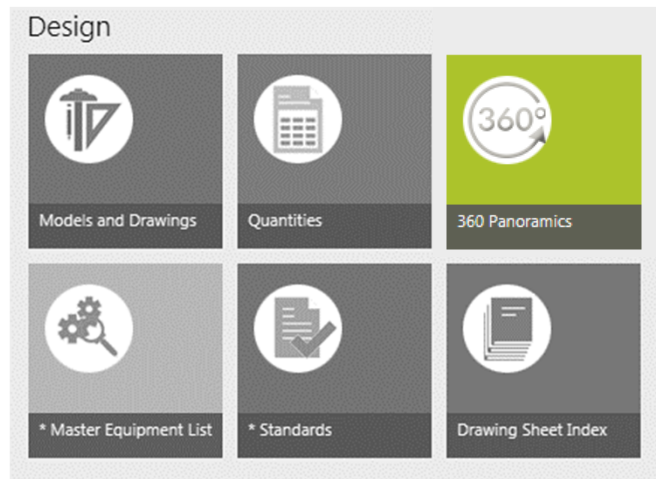 Design
360°
Models and Drawings
Quantities
360 Panoramics
* Master Equipment List
* Standards
Drawing Sheet Index